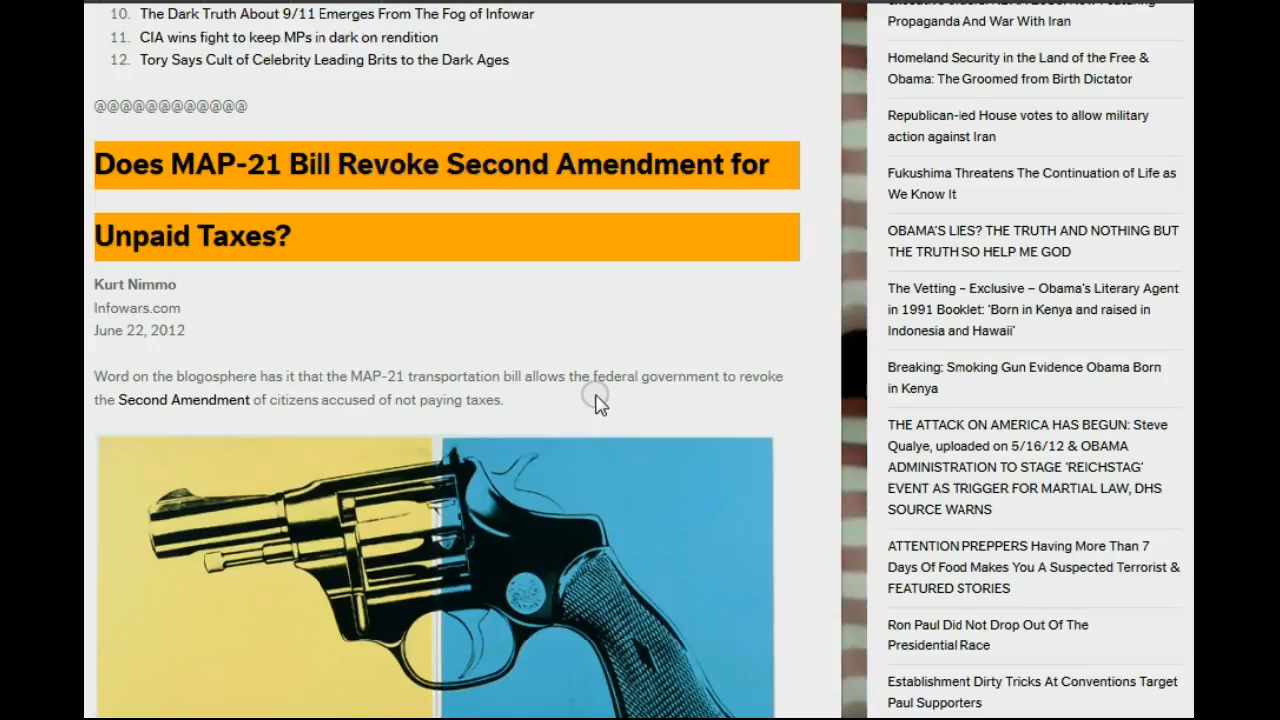 10. The Dark Truth About 9/11 Emerges From The Fog of Infowar
11. CIA wins fight to keep MPs in dark on rendition
12. Tory Says Cult of Celebrity Leading Brits to the Dark Ages
@@@@@@@@@@@@
Does MAP-21 Bill Revoke Second Amendment for
Unpaid Taxes?
Kurt Nimmo
Infowars.com
June 22, 2012
Word on the blogosphere has it that the MAP-21 transportation bill allows the federal government to revoke
the Second Amendment of citizens accused of not paying taxes.
Propaganda And War With Iran
Homeland Security in the Land of the Free &
Obama: The Groomed from Birth Dictator
Republican-led House votes to allow military
action against Iran
Fukushima Threatens The Continuation of Life as
We Know It
OBAMA'S LIES? THE TRUTH AND NOTHING BUT
THE TRUTH SO HELP ME GOD
The Vetting – Exclusive – Obama's Literary Agent
in 1991 Booklet: 'Born in Kenya and raised in
Indonesia and Hawaii'
Breaking: Smoking Gun Evidence Obama Born
in Kenya
THE ATTACK ON AMERICA HAS BEGUN: Steve
Qualye, uploaded on 5/16/12 & OBAMA
ADMINISTRATION TO STAGE 'REICHSTAG'
EVENT AS TRIGGER FOR MARTIAL LAW, DHS
SOURCE WARNS
ATTENTION PREPPERS Having More Than 7
Days Of Food Makes You A Suspected Terrorist &
FEATURED STORIES
Ron Paul Did Not Drop Out Of The
Presidential Race
Establishment Dirty Tricks At Conventions Target
Paul Supporters